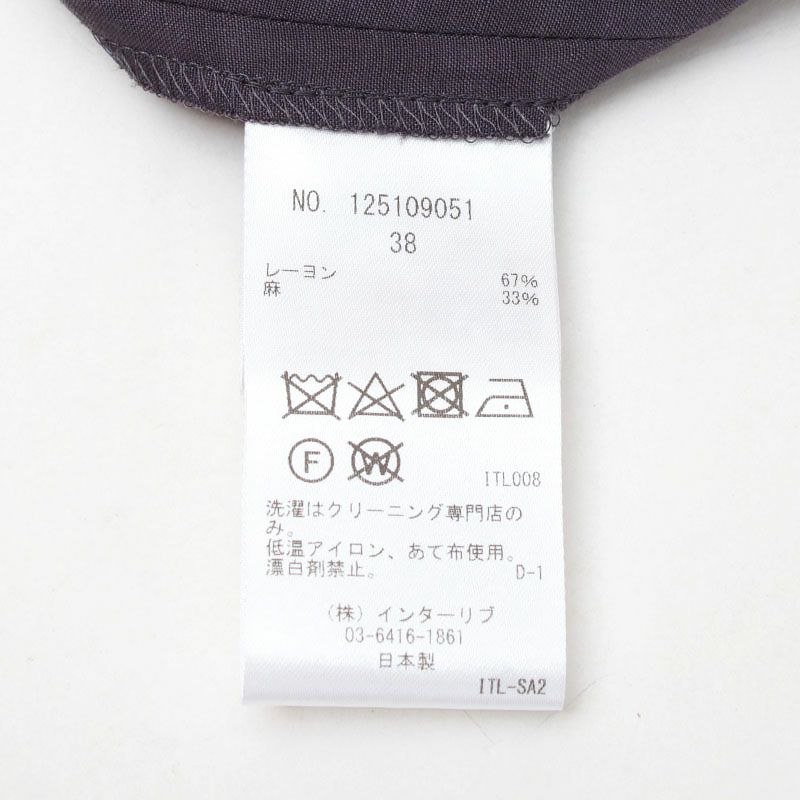 NO. 125109051
38
レーヨン 67%
麻 33%
F W
ITL008
洗濯はクリーニング専門店の
み。
低温アイロン、あて布使用。
漂白剤禁止。 D-1
（株）インターリブ
03-6416-1861
日本製
ITL-SA2